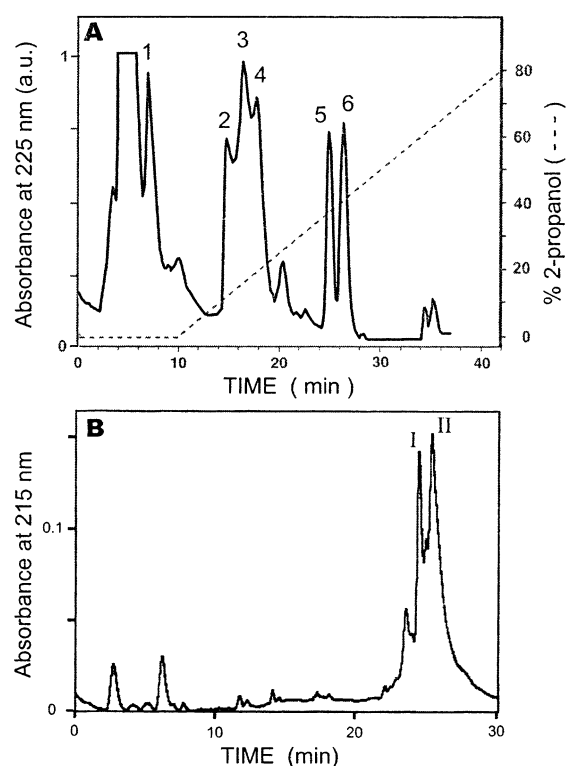 A
Absorbance at 225 nm (a.u.)
1
0
1
2
3
4
5
6
80
60
40
20
0
% 2-propanol ( - - - )
0 10 20 30 40
TIME ( min )
B
Absorbance at 215 nm
0.1
0
I
II
0 10 20 30
TIME (min)